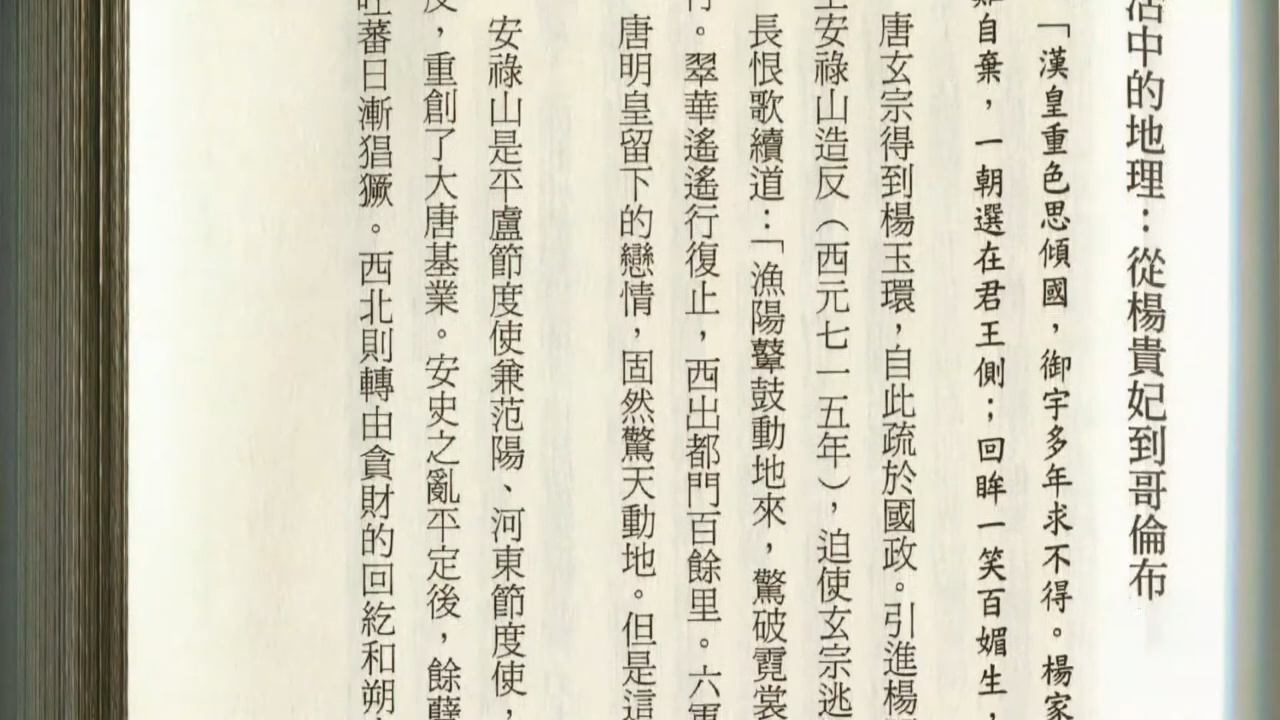 活中的地理：從楊貴妃到哥倫布
「漢皇重色思傾國，御宇多年求不得。楊家
難自棄，一朝選在君王側；回眸一笑百媚生，
唐玄宗得到楊玉環，自此疏於國政。引進楊
安祿山造反（西元七一五年），迫使玄宗逃
長恨歌續道：「漁陽鼙鼓動地來，驚破霓裳
行。翠華遙遙行復止，西出都門百餘里。六軍
唐明皇留下的戀情，固然驚天動地。但是這
安祿山是平盧節度使兼范陽、河東節度使，
，重創了大唐基業。安史之亂平定後，餘孽
吐蕃日漸猖獗。西北則轉由貪財的回紇和朔